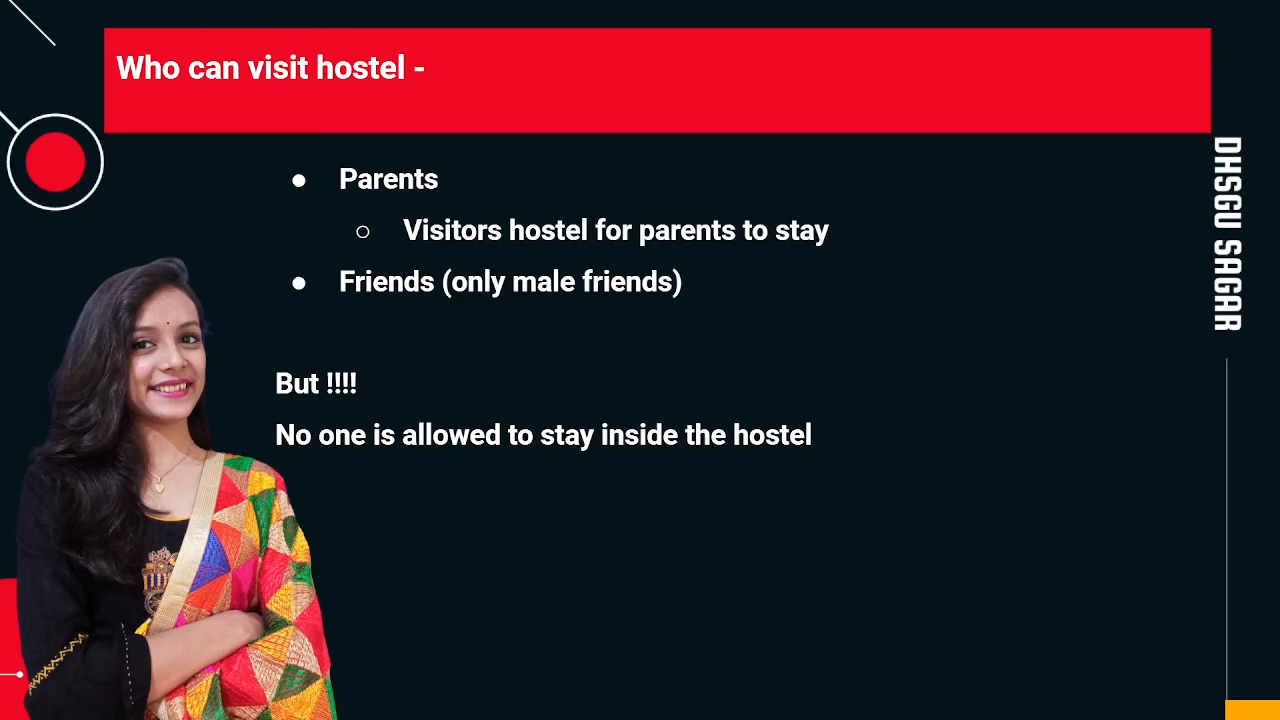 Who can visit hostel -
● Parents
○ Visitors hostel for parents to stay
● Friends (only male friends)
But !!!!
No one is allowed to stay inside the hostel
DHSGU SAGAR